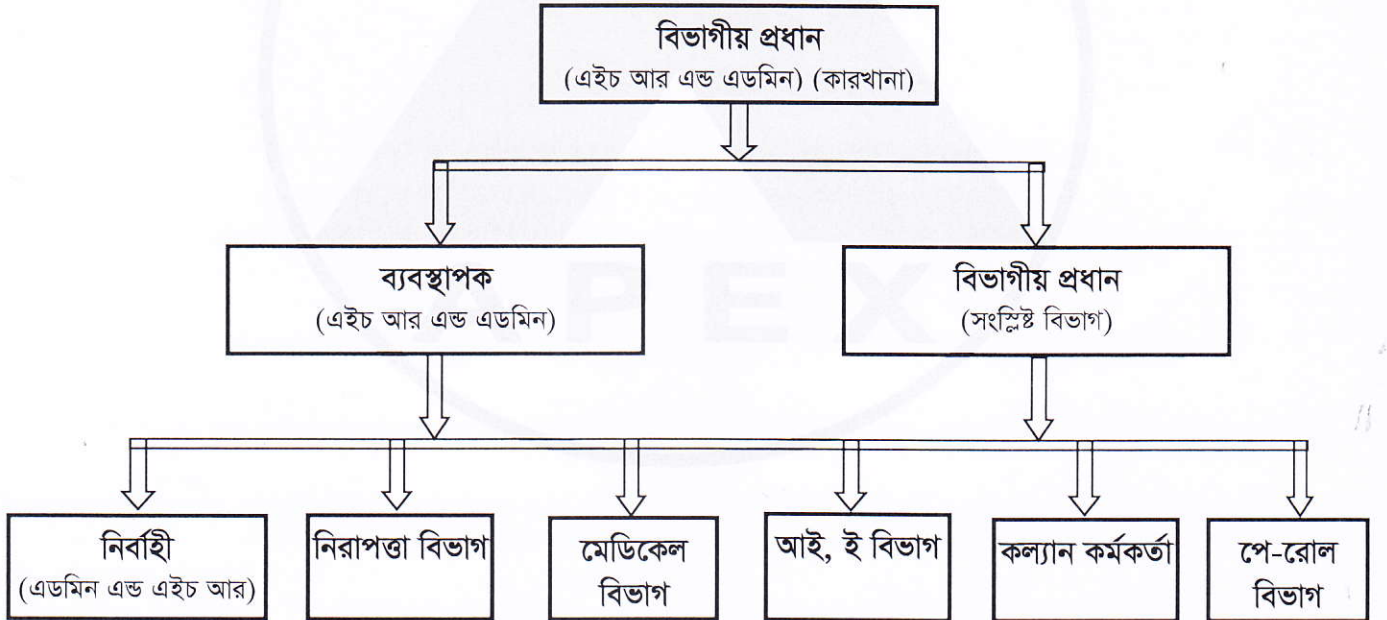 বিভাগীয় প্রধান
(এইচ আর এন্ড এডমিন) (কারখানা)
ব্যবস্থাপক
(এইচ আর এন্ড এডমিন)
বিভাগীয় প্রধান
(সংস্লিষ্ট বিভাগ)
APEX
নির্বাহী
(এডমিন এন্ড এইচ আর)
নিরাপত্তা বিভাগ
মেডিকেল
বিভাগ
আই, ই বিভাগ
কল্যান কর্মকর্তা
পে-রোল
বিভাগ